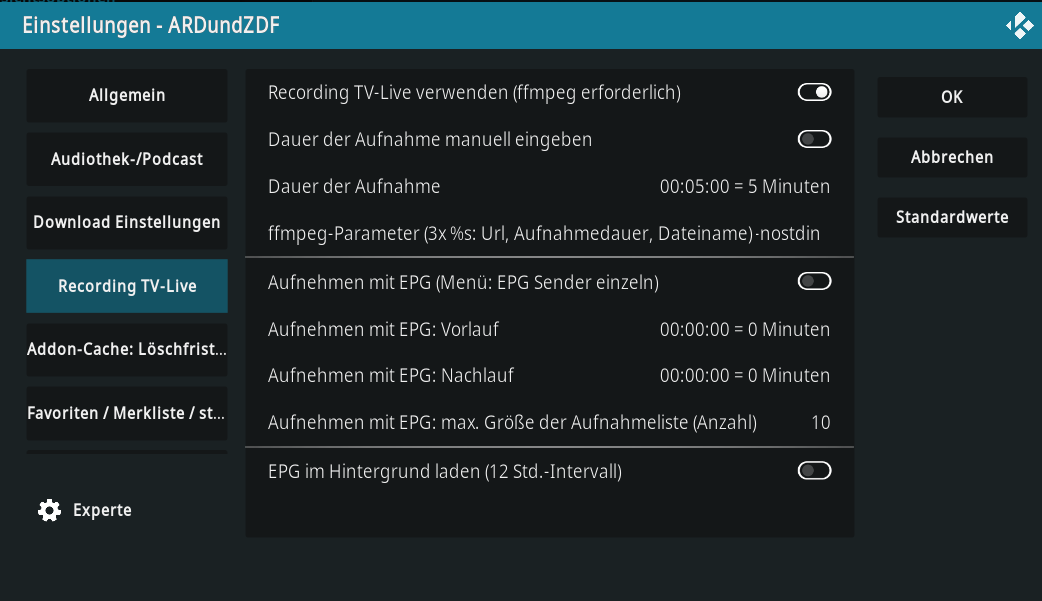 Einstellungen - ARDundZDF
Allgemein
Audiothek-/Podcast
Download Einstellungen
Recording TV-Live
Addon-Cache: Löschfrist...
Favoriten / Merkliste / st...
Experte
Recording TV-Live verwenden (ffmpeg erforderlich)
Dauer der Aufnahme manuell eingeben
Dauer der Aufnahme 00:05:00 = 5 Minuten
ffmpeg-Parameter (3x %s: Url, Aufnahmedauer, Dateiname) -nostdin
Aufnehmen mit EPG (Menü: EPG Sender einzeln)
Aufnehmen mit EPG: Vorlauf 00:00:00 = 0 Minuten
Aufnehmen mit EPG: Nachlauf 00:00:00 = 0 Minuten
Aufnehmen mit EPG: max. Größe der Aufnahmeliste (Anzahl) 10
EPG im Hintergrund laden (12 Std.-Intervall)
OK
Abbrechen
Standardwerte